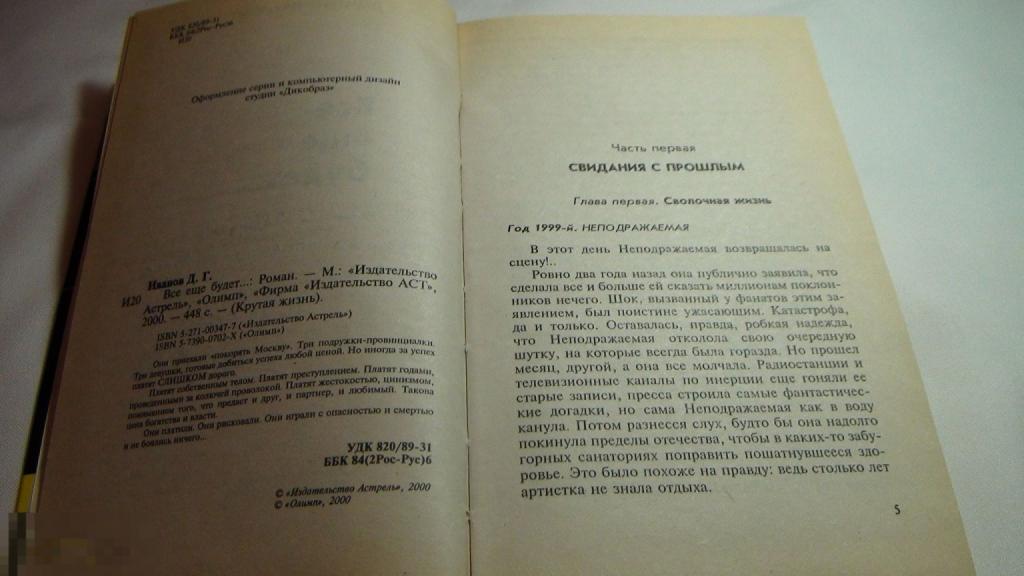 УДК 820/89-31
ББК 84(2Рос-Рус)6
И20
Оформление серии и компьютерный дизайн
студии «Дикобраз»
Иванов Д. Г.
И20 Все еще будет...: Роман. — М.: «Издательство
Астрель», «Олимп», «Фирма «Издательство АСТ»,
2000. — 448 с. — (Крутая жизнь).
ISBN 5-271-00347-7 («Издательство Астрель»)
ISBN 5-7390-0702-X («Олимп»)
Они приехали «покорять Москву». Три подружки-провинциалки.
Три девушки, готовые добиться успеха любой ценой. Но иногда за успех
платят СЛИШКОМ дорого.
Платят собственным телом. Платят преступлением. Платят годами,
проведенными за колючей проволокой. Платят жестокостью, цинизмом,
пониманием того, что предает и друг, и партнер, и любимый. Такова
цена богатства и власти.
Они платили. Они рисковали. Они играли с опасностью и смертью
и не боялись ничего...
УДК 820/89-31
ББК 84(2Рос-Рус)6
© «Издательство Астрель», 2000
© «Олимп», 2000
Часть первая
СВИДАНИЯ С ПРОШЛЫМ
Глава первая. Сволочная жизнь
Год 1999-й. НЕПОДРАЖАЕМАЯ
В этот день Неподражаемая возвращалась на
сцену!..
Ровно два года назад она публично заявила, что
сделала все и больше ей сказать миллионам поклон-
ников нечего. Шок, вызванный у фанатов этим за-
явлением, был поистине ужасающим. Катастрофа,
да и только. Оставалась, правда, робкая надежда,
что Неподражаемая отколола свою очередную
шутку, на которые всегда была горазда. Но прошел
месяц, другой, а она все молчала. Радиостанции и
телевизионные каналы по инерции еще гоняли ее
старые записи, пресса строила самые фантастичес-
кие догадки, но сама Неподражаемая как в воду
канула. Потом разнесся слух, будто бы она надолго
покинула пределы отечества, чтобы в каких-то забу-
горных санаториях поправить пошатнувшееся здо-
ровье. Это было похоже на правду: ведь столько лет
артистка не знала отдыха.
5